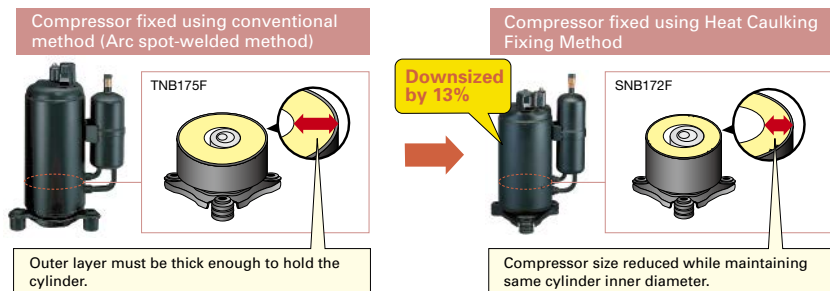 Compressor fixed using conventional
method (Arc spot-welded method)
TNB175F
Outer layer must be thick enough to hold the
cylinder.
Downsized
by 13%
Compressor fixed using Heat Caulking
Fixing Method
SNB172F
Compressor size reduced while maintaining
same cylinder inner diameter.